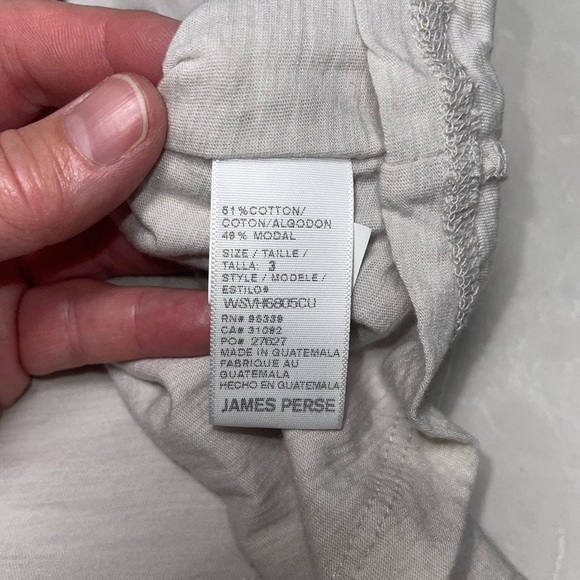 51%COTTON/
COTON/ALGODON
49% MODAL
SIZE / TAILLE /
TALLA: 3
STYLE / MODELE /
ESTILO#
WSVH6805CU
RN# 95339
CA# 31092
PO# 27627
MADE IN GUATEMALA
FABRIQUE AU
GUATEMALA
HECHO EN GUATEMALA
JAMES PERSE